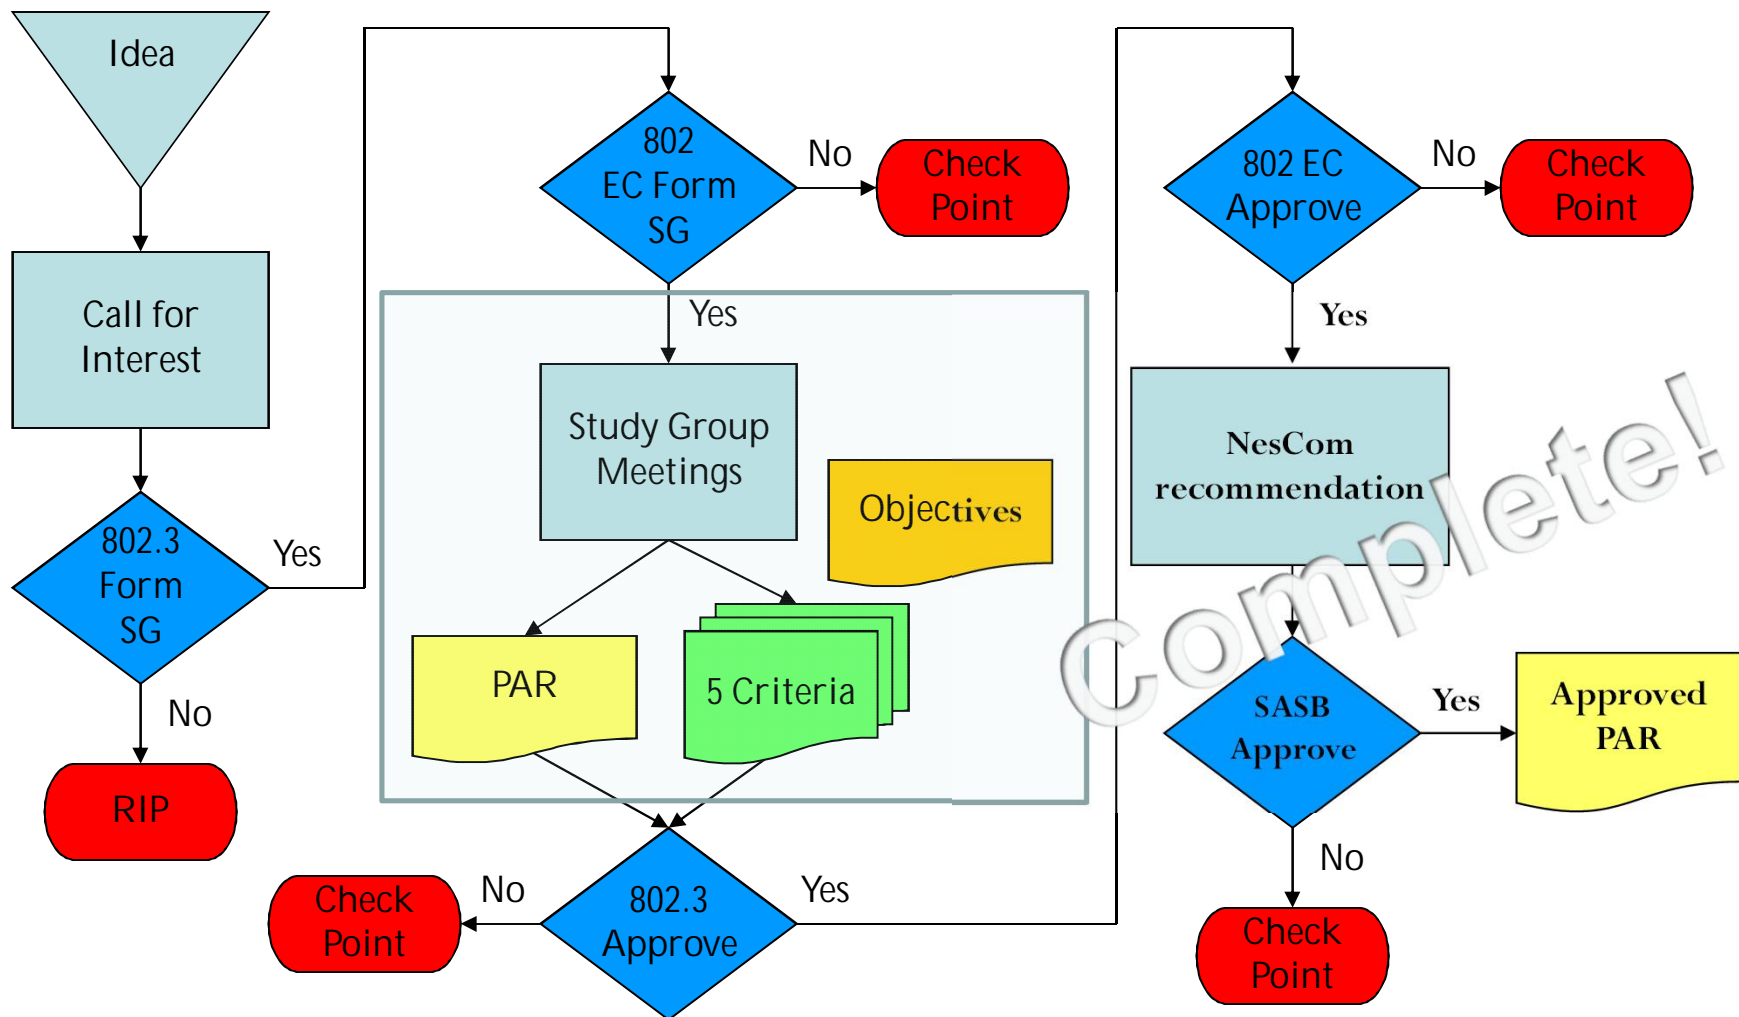 Idea
Call for
Interest
802.3
Form
SG
Yes
No
RIP
802
EC Form
SG
No
Check
Point
Yes
Study Group
Meetings
Objectives
PAR
5 Criteria
802.3
Approve
No
Check
Point
Yes
802 EC
Approve
No
Check
Point
Yes
NesCom
recommendation
Complete!
SASB
Approve
Yes
Approved
PAR
No
Check
Point